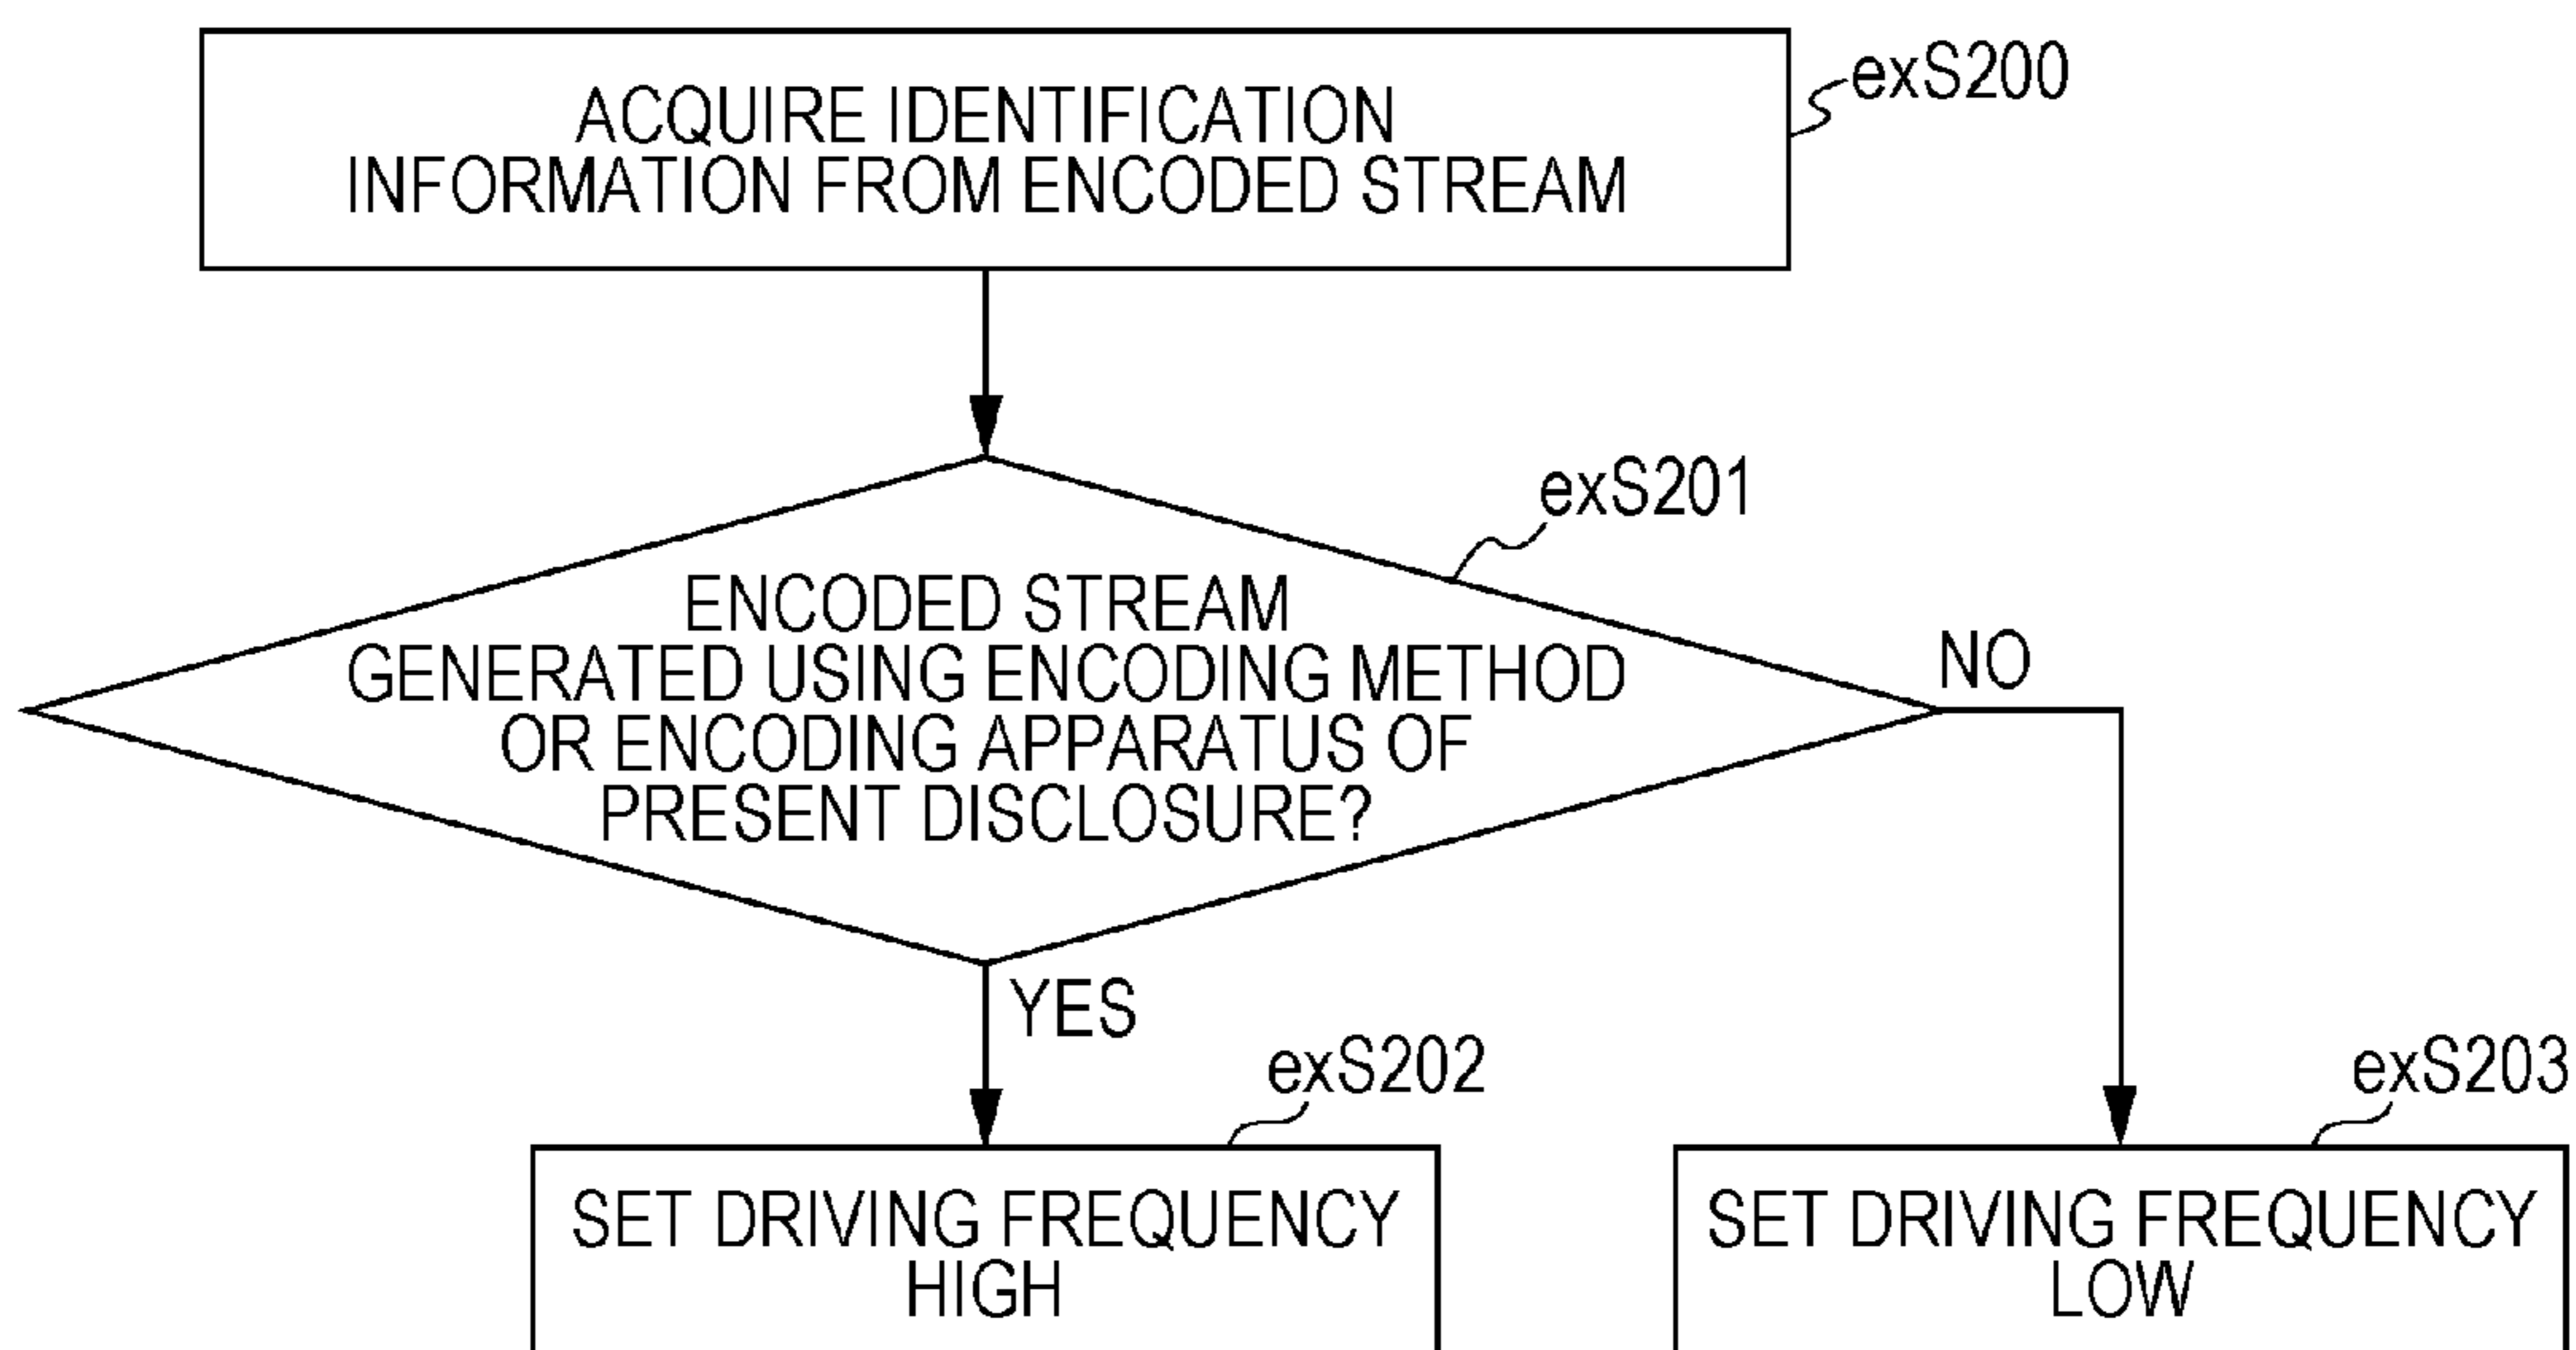 ACQUIRE IDENTIFICATION
INFORMATION FROM ENCODED STREAM
exS200
exS201
ENCODED STREAM
GENERATED USING ENCODING METHOD
OR ENCODING APPARATUS OF
PRESENT DISCLOSURE?
NO
YES
exS202
exS203
SET DRIVING FREQUENCY
HIGH
SET DRIVING FREQUENCY
LOW